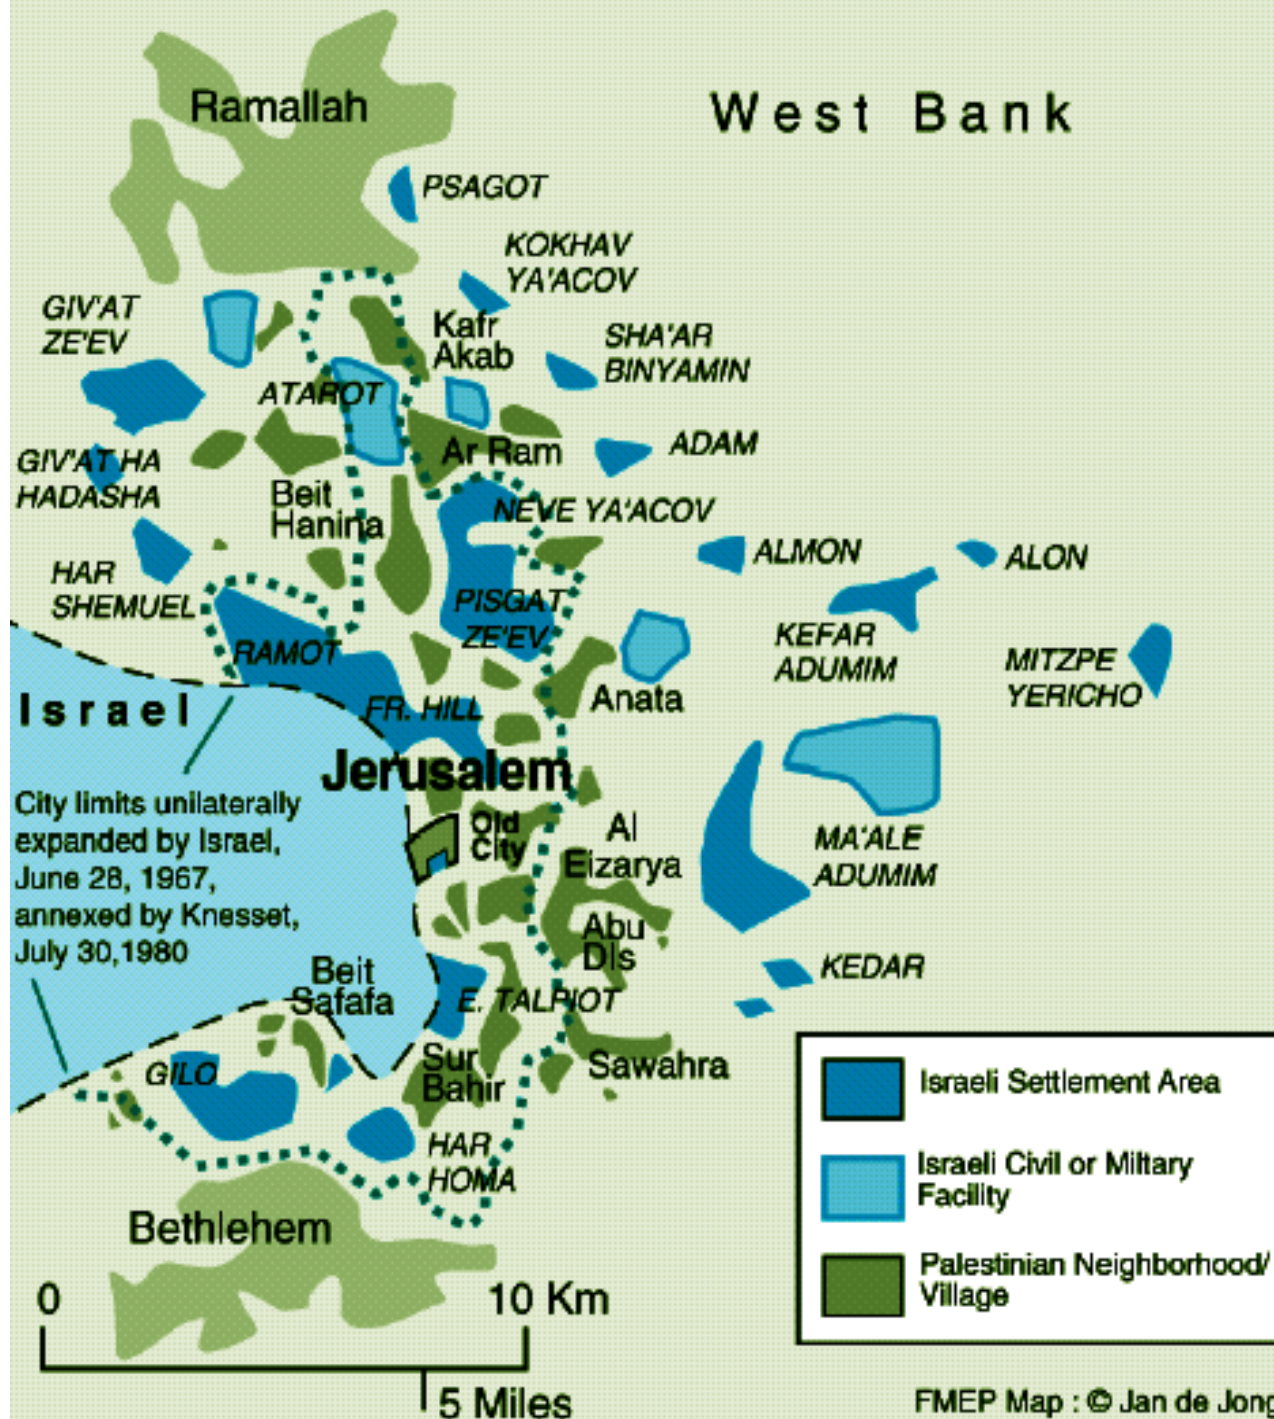 Ramallah
West Bank
PSAGOT
KOKHAV
YA'ACOV
GIV'AT
ZE'EV
Kafr
Akab
SHA'AR
BINYAMIN
ATAROT
Ar Ram
ADAM
GIV'AT HA
HADASHA
Beit
Hanina
NEVE YA'ACOV
ALMON
ALON
HAR
SHEMUEL
PISGAT
ZE'EV
KEFAR
ADUMIM
MITZPE
YERICHO
RAMOT
Anata
Israel
FR. HILL
Jerusalem
City limits unilaterally
expanded by Israel,
June 28, 1967,
annexed by Knesset,
July 30,1980
Old
City
Al
Eizarya
MA'ALE
ADUMIM
Abu
DIs
KEDAR
Beit
Safafa
E. TALPIOT
GILO
Sur
Bahir
Sawahra
HAR
HOMA
Bethlehem
Israeli Settlement Area
Israeli Civil or Miltary
Facility
Palestinian Neighborhood/
Village
0
10 Km
5 Miles
FMEP Map : © Jan de Jong